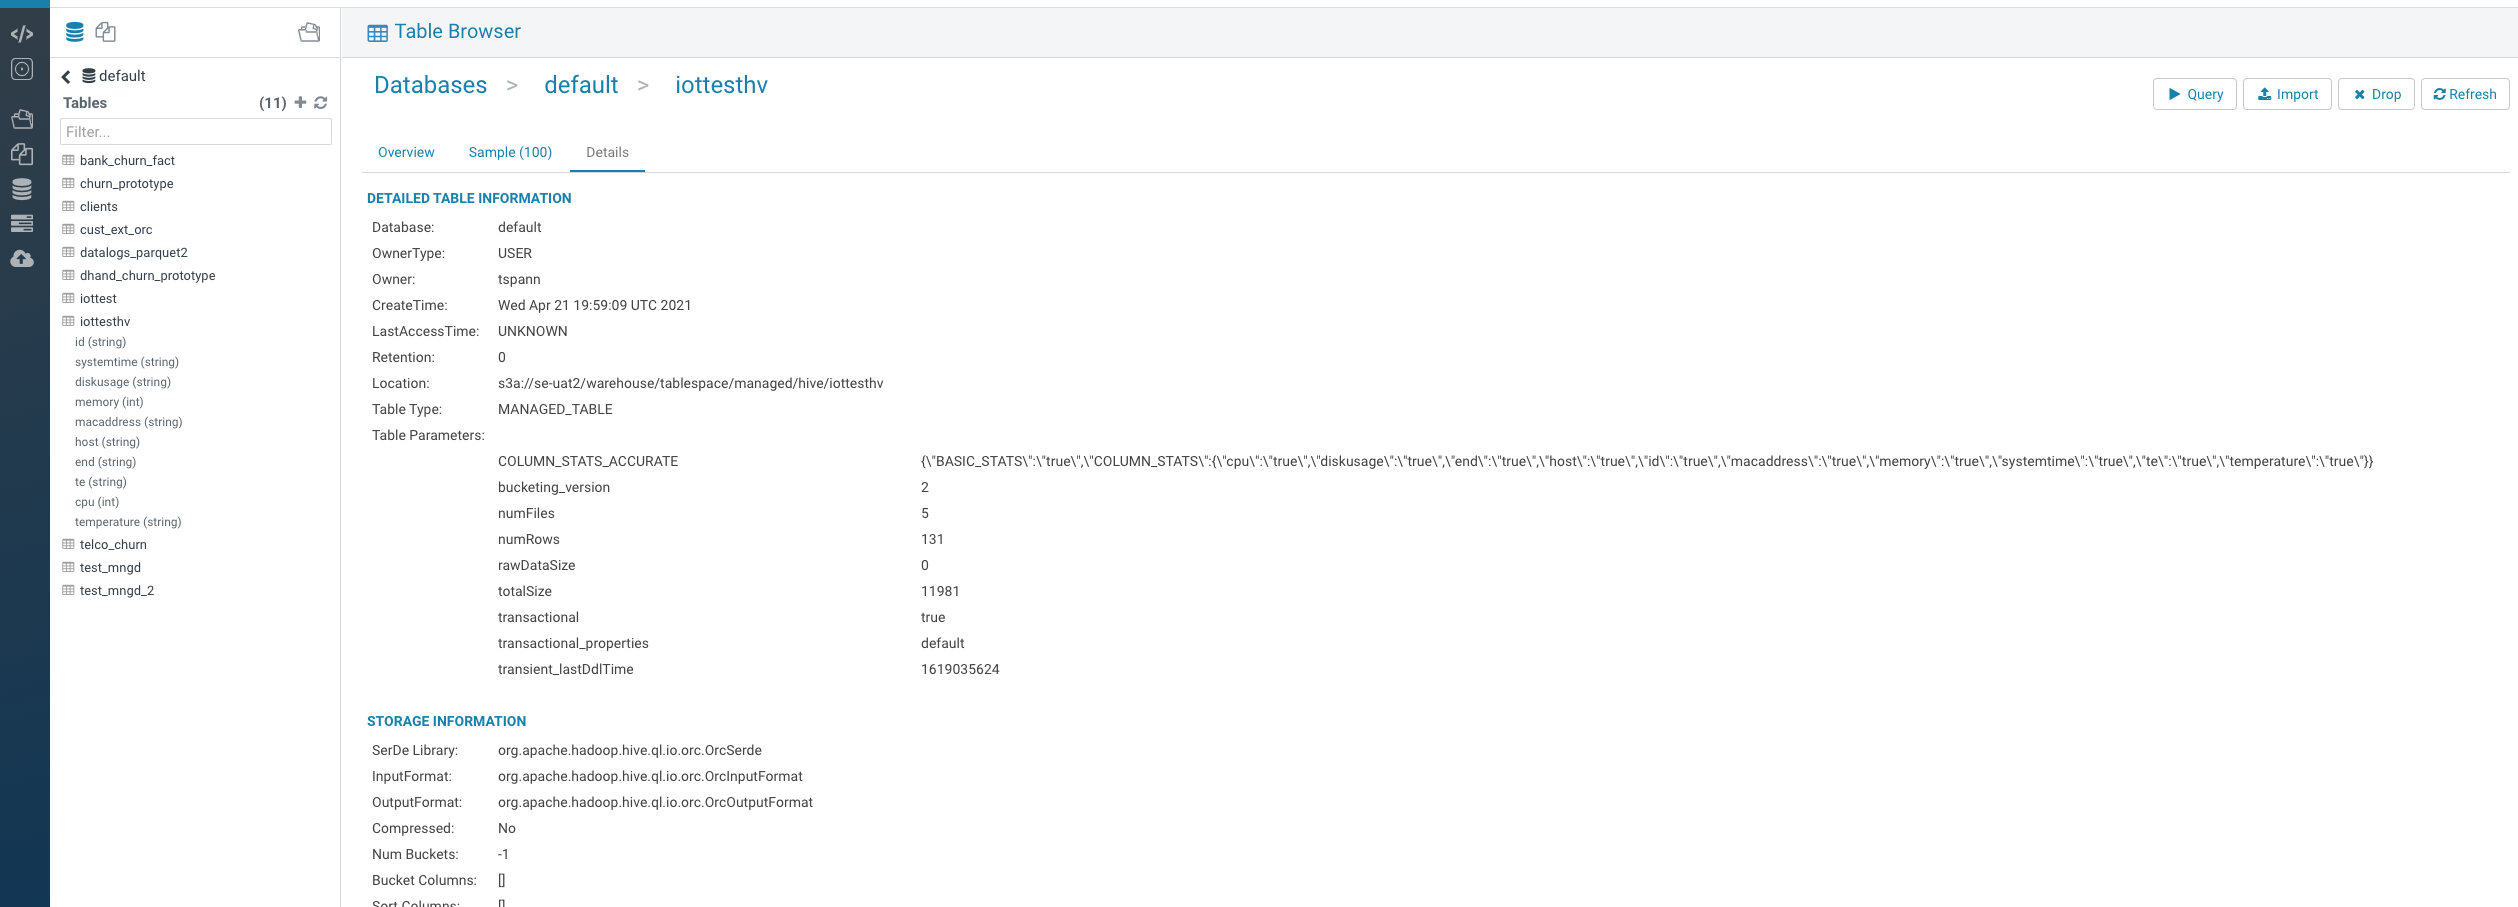 default
Tables (11)
Filter...
bank_churn_fact
churn_prototype
clients
cust_ext_orc
datalogs_parquet2
dhand_churn_prototype
iottest
iottesthv
id (string)
systemtime (string)
diskusage (string)
memory (int)
macaddress (string)
host (string)
end (string)
te (string)
cpu (int)
temperature (string)
telco_churn
test_mngd
test_mngd_2
Table Browser
Databases > default > iottesthv
Query Import Drop Refresh
Overview Sample (100) Details
DETAILED TABLE INFORMATION
Database: default
OwnerType: USER
Owner: tspann
CreateTime: Wed Apr 21 19:59:09 UTC 2021
LastAccessTime: UNKNOWN
Retention: 0
Location: s3a://se-uat2/warehouse/tablespace/managed/hive/iottesthv
Table Type: MANAGED_TABLE
Table Parameters:
COLUMN_STATS_ACCURATE {\"BASIC_STATS\":\"true\",\"COLUMN_STATS\":{\"cpu\":\"true\",\"diskusage\":\"true\",\"end\":\"true\",\"host\":\"true\",\"id\":\"true\",\"macaddress\":\"true\",\"memory\":\"true\",\"systemtime\":\"true\",\"te\":\"true\",\"temperature\":\"true\"}}
bucketing_version 2
numFiles 5
numRows 131
rawDataSize 0
totalSize 11981
transactional true
transactional_properties default
transient_lastDdlTime 1619035624
STORAGE INFORMATION
SerDe Library: org.apache.hadoop.hive.ql.io.orc.OrcSerde
InputFormat: org.apache.hadoop.hive.ql.io.orc.OrcInputFormat
OutputFormat: org.apache.hadoop.hive.ql.io.orc.OrcOutputFormat
Compressed: No
Num Buckets: -1
Bucket Columns: []
Sort Columns: []